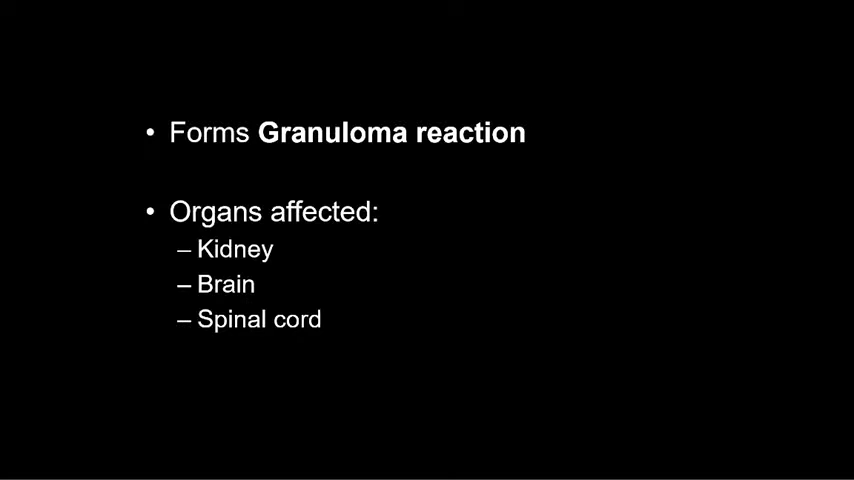 • Forms Granuloma reaction
• Organs affected:
– Kidney
– Brain
– Spinal cord